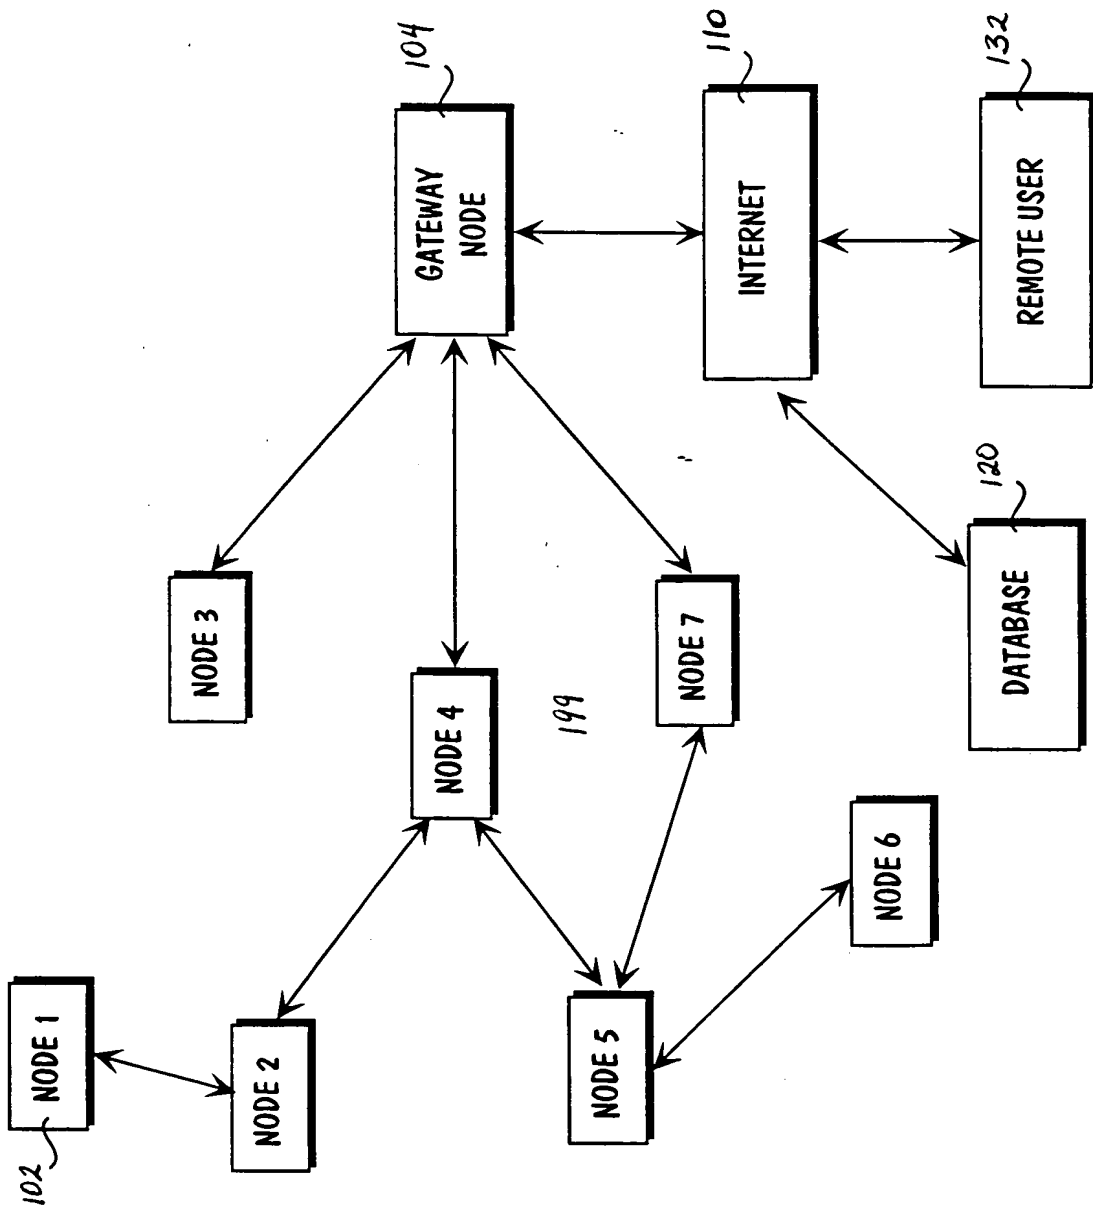 102
NODE 1
NODE 2
NODE 3
NODE 4
NODE 5
NODE 6
NODE 7
199
GATEWAY
NODE
104
INTERNET
110
DATABASE
120
REMOTE USER
132